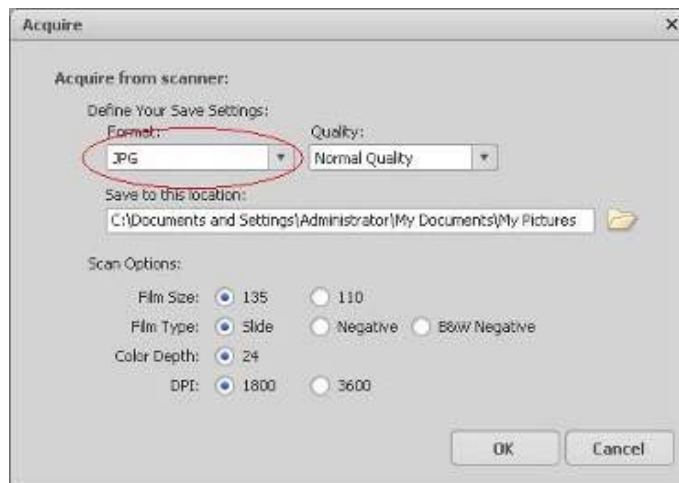 Acquire
Acquire from scanner:
Define Your Save Settings:
Format: Quality:
JPG Normal Quality
Save to this location:
C:\Documents and Settings\Administrator\My Documents\My Pictures
Scan Options:
Film Size: 135 110
Film Type: Slide Negative B&W Negative
Color Depth: 24
DPI: 1800 3600
OK Cancel